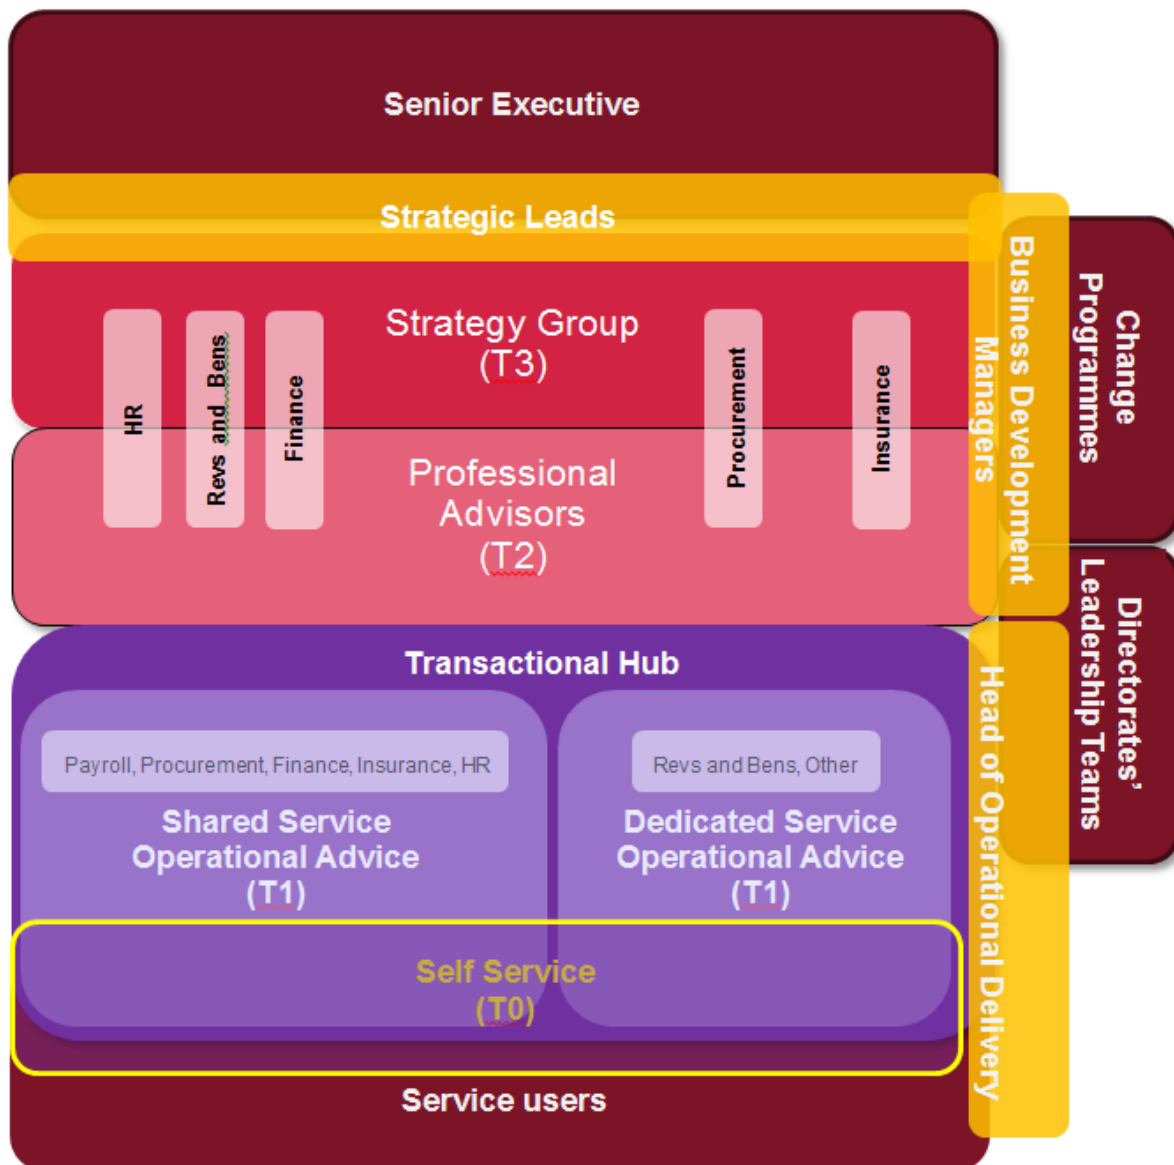 Senior Executive
Strategic Leads
Strategy Group
(T3)
HR
Revs and Bens
Finance
Procurement
Insurance
Professional
Advisors
(T2)
Business Development
Managers
Change
Programmes
Directorates’
Leadership Teams
Head of Operational Delivery
Transactional Hub
Payroll, Procurement, Finance, Insurance, HR
Shared Service
Operational Advice
(T1)
Revs and Bens, Other
Dedicated Service
Operational Advice
(T1)
Self Service
(T0)
Service users